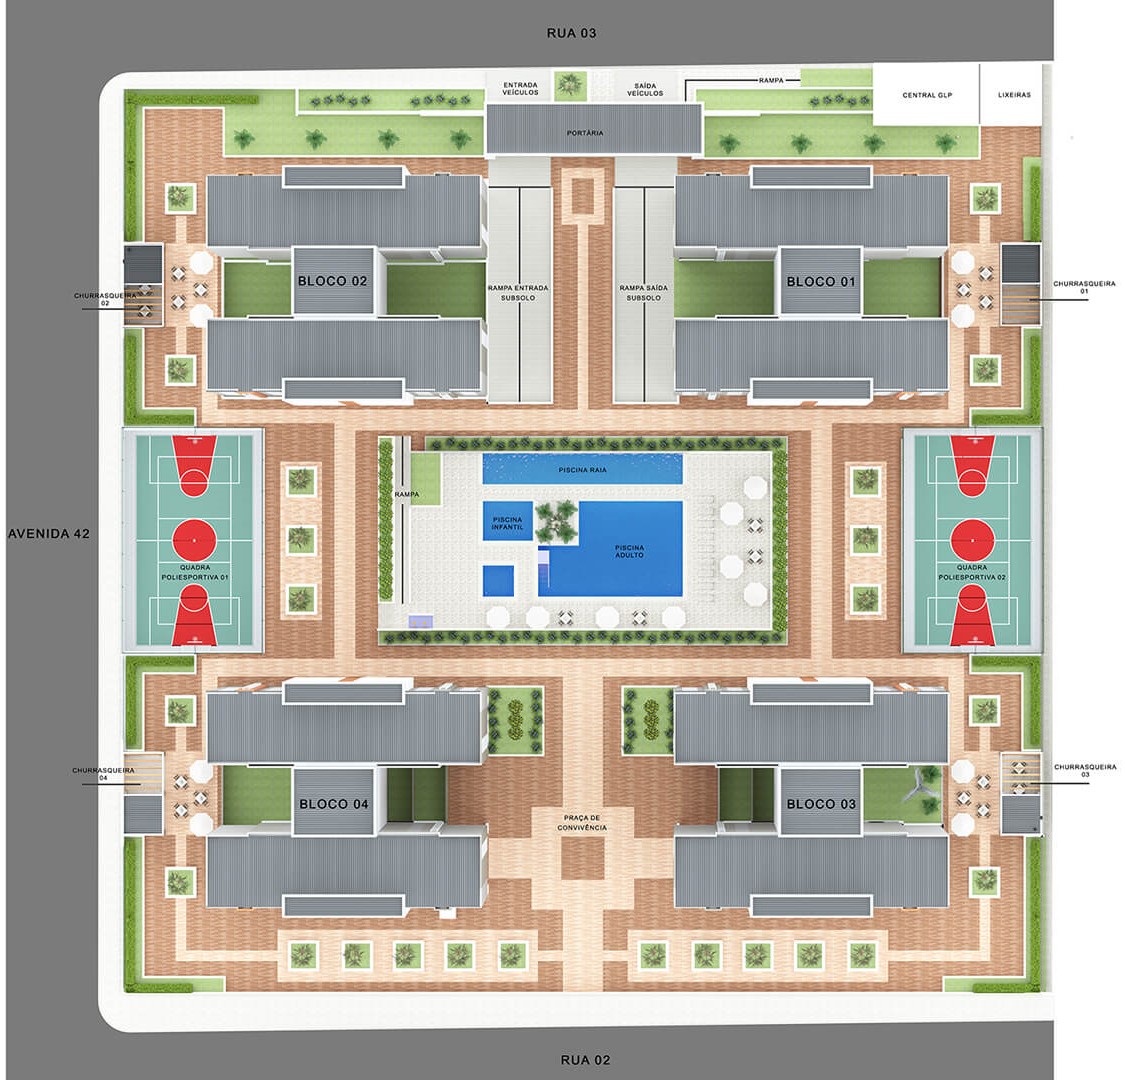 RUA 03
ENTRADA
VEÍCULOS
SAÍDA
VEÍCULOS
RAMPA
CENTRAL GLP
LIXEIRAS
PORTÁRIA
BLOCO 02
BLOCO 01
RAMPA ENTRADA
SUBSOLO
RAMPA SAÍDA
SUBSOLO
CHURRASQUEIRA
02
CHURRASQUEIRA
01
PISCINA RAIA
RAMPA
PISCINA
INFANTIL
PISCINA
ADULTO
AVENIDA 42
QUADRA
POLIESPORTIVA 01
QUADRA
POLIESPORTIVA 02
CHURRASQUEIRA
04
CHURRASQUEIRA
03
BLOCO 04
BLOCO 03
PRAÇA DE
CONVIVÊNCIA
RUA 02